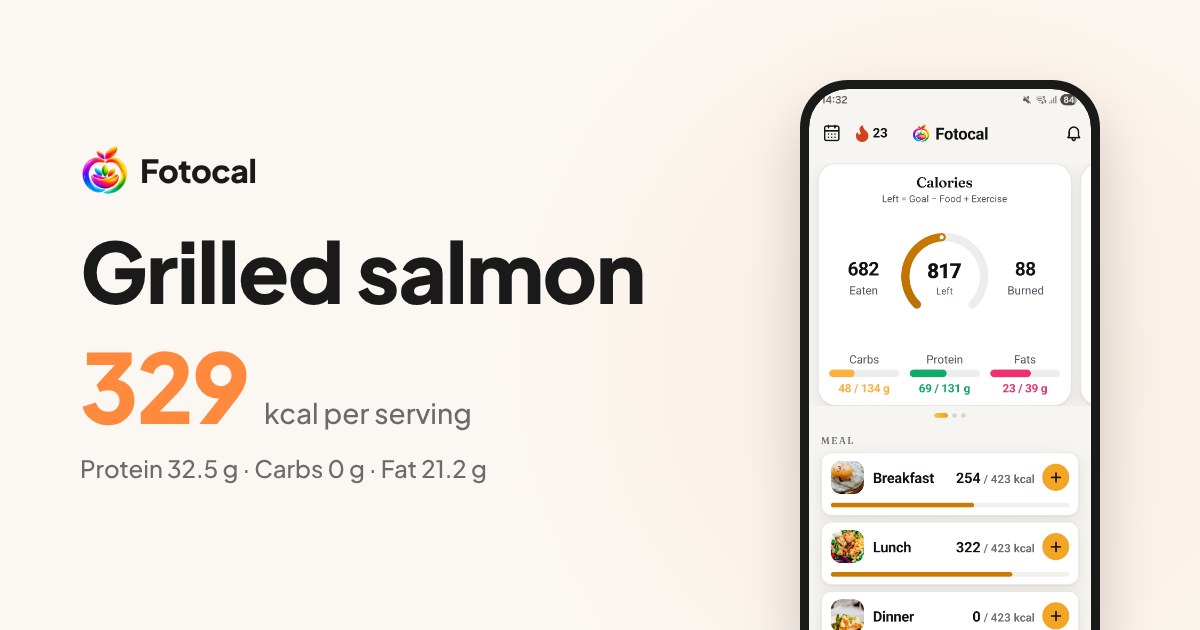 Fotocal
Grilled salmon
329 kcal per serving
Protein 32.5 g · Carbs 0 g · Fat 21.2 g
14:32
84
23
Fotocal
Calories
Left = Goal − Food + Exercise
682
Eaten
817
Left
88
Burned
Carbs
48 / 134 g
Protein
69 / 131 g
Fats
23 / 39 g
MEAL
Breakfast 254 / 423 kcal
Lunch 322 / 423 kcal
Dinner 0 / 423 kcal